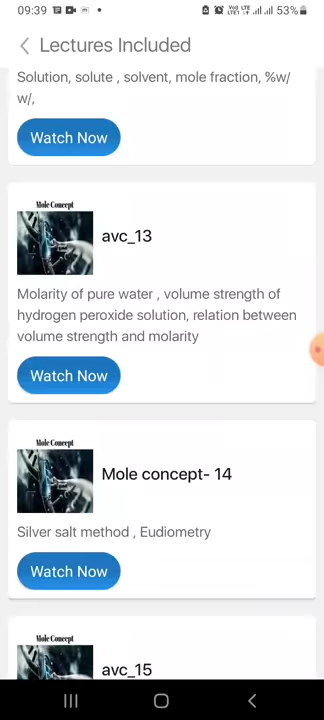 09:39
53%
Lectures Included
Solution, solute , solvent, mole fraction, %w/
w/,
Watch Now
Mole Concept
avc_13
Molarity of pure water , volume strength of
hydrogen peroxide solution, relation between
volume strength and molarity
Watch Now
Mole Concept
Mole concept- 14
Silver salt method , Eudiometry
Watch Now
Mole Concept
avc_15